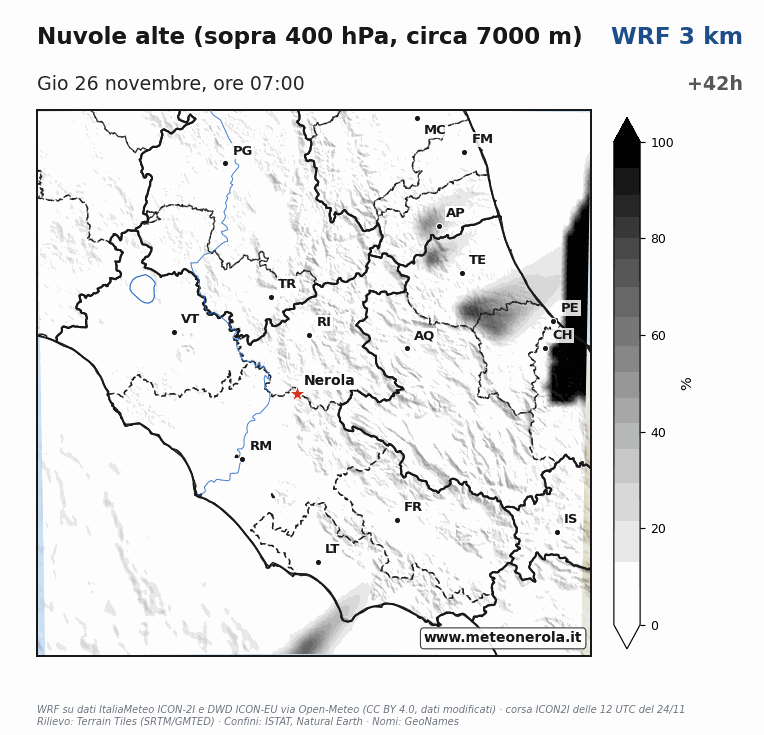 Nuvole alte (sopra 400 hPa, circa 7000 m) WRF 3 km
Gio 26 novembre, ore 07:00 +42h
MC
FM
PG
AP
TE
TR
PE
VT
RI
AQ
CH
Nerola
RM
FR
IS
LT
www.meteonerola.it
100
80
60
40
20
0
%
WRF su dati ItaliaMeteo ICON-2I e DWD ICON-EU via Open-Meteo (CC BY 4.0, dati modificati) · corsa ICON2I delle 12 UTC del 24/11
Rilievo: Terrain Tiles (SRTM/GMTED) · Confini: ISTAT, Natural Earth · Nomi: GeoNames